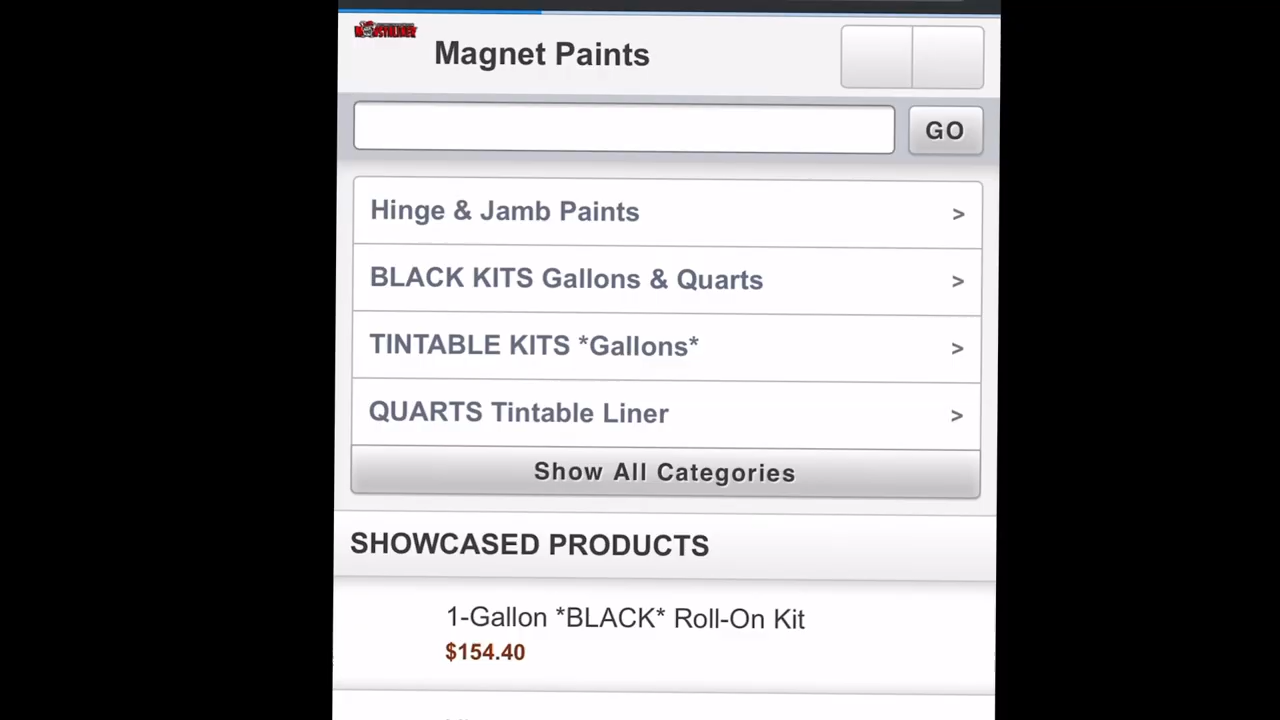 Magnet Paints
GO
Hinge & Jamb Paints >
BLACK KITS Gallons & Quarts >
TINTABLE KITS *Gallons* >
QUARTS Tintable Liner >
Show All Categories
SHOWCASED PRODUCTS
1-Gallon *BLACK* Roll-On Kit
$154.40